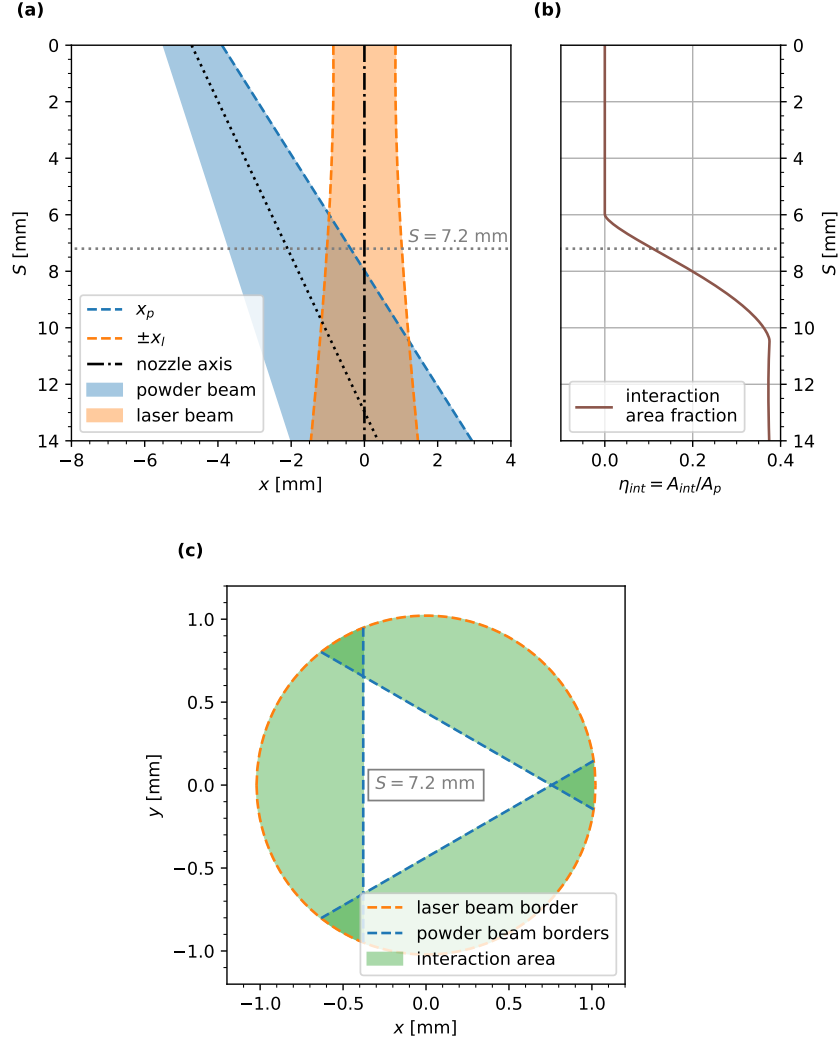 (a)
(b)
0
2
4
6
8
10
12
14
S [mm]
−8
−6
−4
−2
0
2
4
x [mm]
S = 7.2 mm
x_p
±x_l
nozzle axis
powder beam
laser beam
0
2
4
6
8
10
12
14
S [mm]
0.0
0.2
0.4
η_int = A_int/A_p
interaction
area fraction
(c)
1.0
0.5
0.0
−0.5
−1.0
y [mm]
S = 7.2 mm
laser beam border
powder beam borders
interaction area
−1.0
−0.5
0.0
0.5
1.0
x [mm]